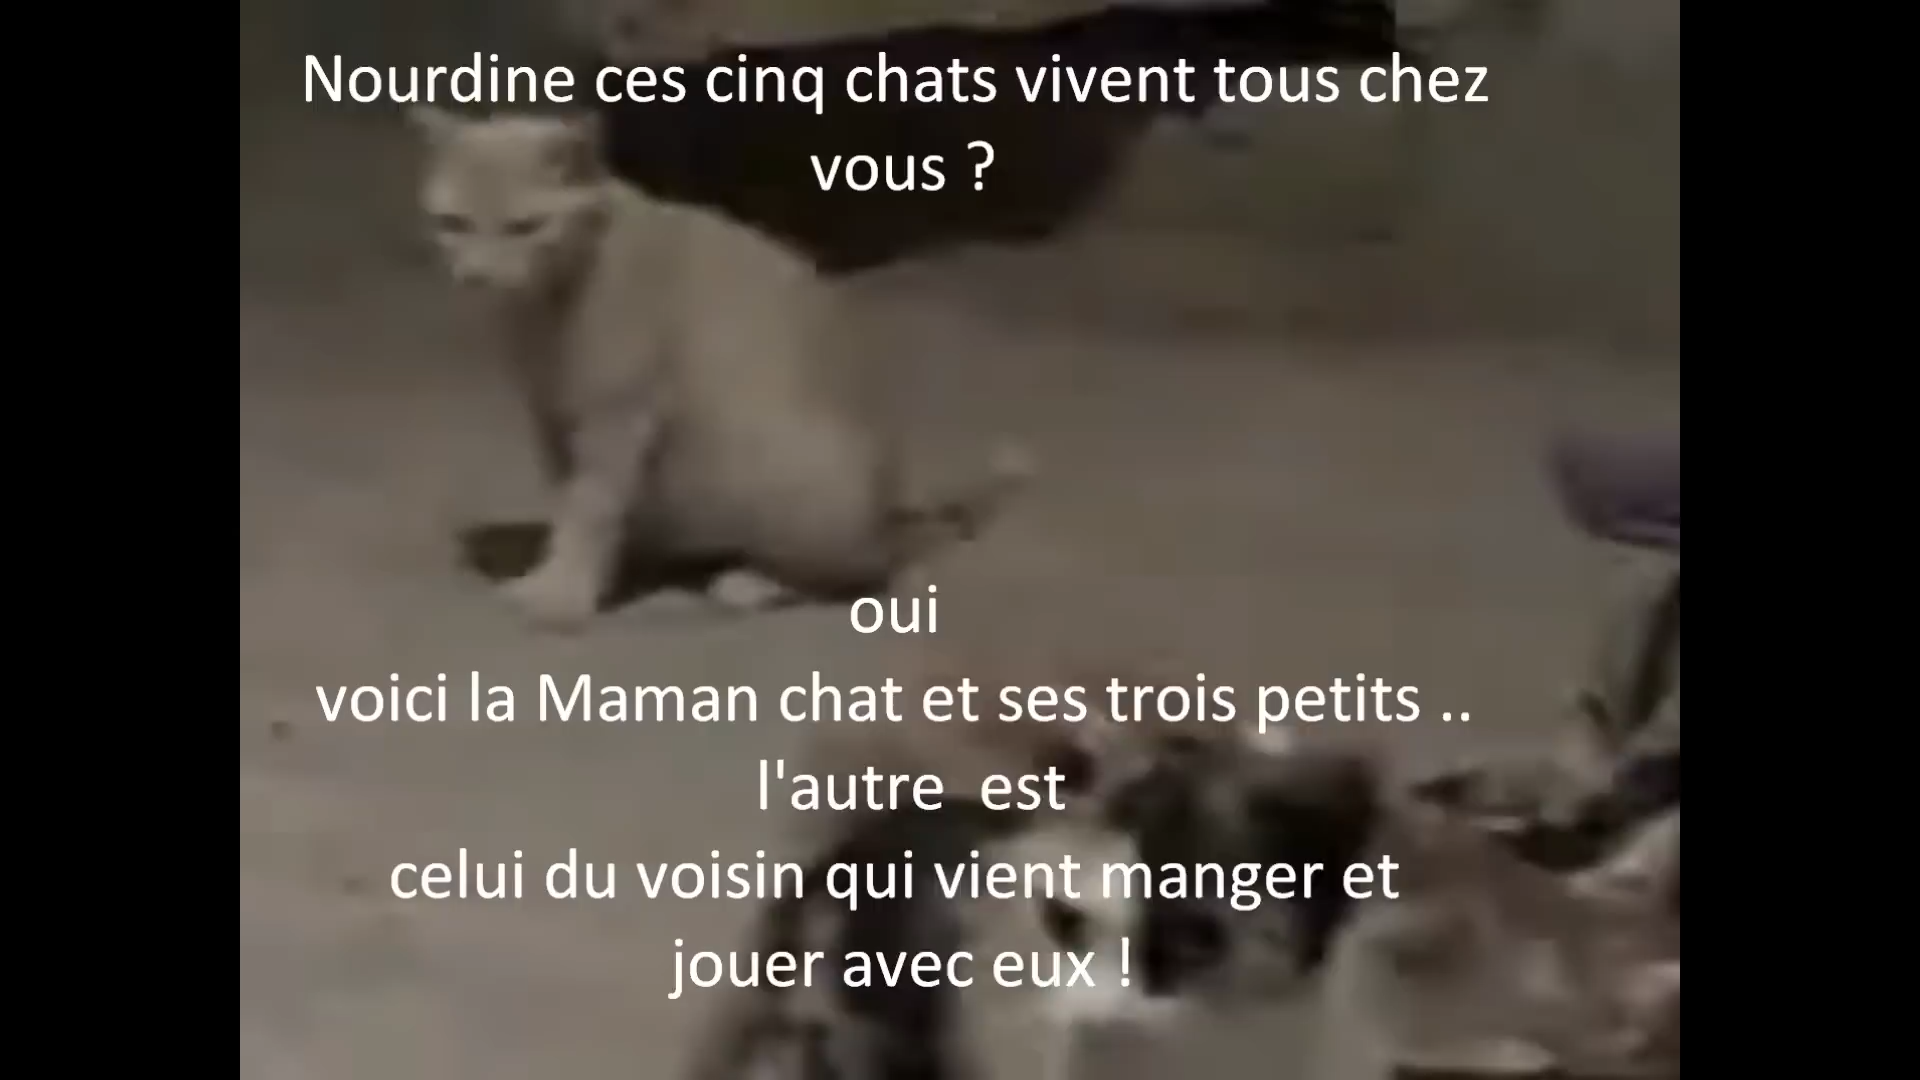 Nourdine ces cinq chats vivent tous chez
vous ?
oui
voici la Maman chat et ses trois petits ..
l'autre  est
celui du voisin qui vient manger et
jouer avec eux !